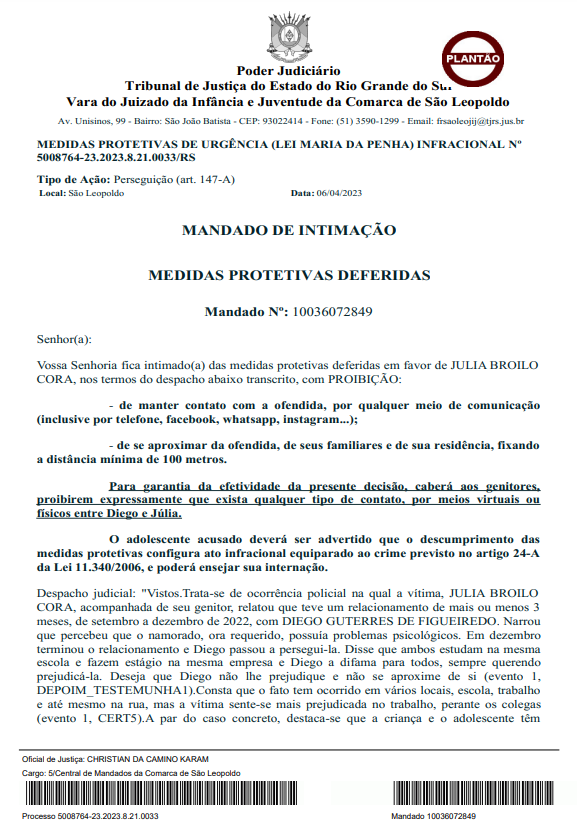 PLANTÃO
Poder Judiciário
Tribunal de Justiça do Estado do Rio Grande do Sul
Vara do Juizado da Infância e Juventude da Comarca de São Leopoldo
Av. Unisinos, 99 - Bairro: São João Batista - CEP: 93022414 - Fone: (51) 3590-1299 - Email: frsaoleojij@tjrs.jus.br
MEDIDAS PROTETIVAS DE URGÊNCIA (LEI MARIA DA PENHA) INFRACIONAL Nº
5008764-23.2023.8.21.0033/RS
Tipo de Ação: Perseguição (art. 147-A)
Local: São Leopoldo Data: 06/04/2023
MANDADO DE INTIMAÇÃO
MEDIDAS PROTETIVAS DEFERIDAS
Mandado Nº: 10036072849
Senhor(a):
Vossa Senhoria fica intimado(a) das medidas protetivas deferidas em favor de JULIA BROILO
CORA, nos termos do despacho abaixo transcrito, com PROIBIÇÃO:
- de manter contato com a ofendida, por qualquer meio de comunicação
(inclusive por telefone, facebook, whatsapp, instagram...);
- de se aproximar da ofendida, de seus familiares e de sua residência, fixando
a distância mínima de 100 metros.
Para garantia da efetividade da presente decisão, caberá aos genitores,
proibirem expressamente que exista qualquer tipo de contato, por meios virtuais ou
físicos entre Diego e Júlia.
O adolescente acusado deverá ser advertido que o descumprimento das
medidas protetivas configura ato infracional equiparado ao crime previsto no artigo 24-A
da Lei 11.340/2006, e poderá ensejar sua internação.
Despacho judicial: "Vistos.Trata-se de ocorrência policial na qual a vítima, JULIA BROILO
CORA, acompanhada de seu genitor, relatou que teve um relacionamento de mais ou menos 3
meses, de setembro a dezembro de 2022, com DIEGO GUTERRES DE FIGUEIREDO. Narrou
que percebeu que o namorado, ora requerido, possuía problemas psicológicos. Em dezembro
terminou o relacionamento e Diego passou a persegui-la. Disse que ambos estudam na mesma
escola e fazem estágio na mesma empresa e Diego a difama para todos, sempre querendo
prejudicá-la. Deseja que Diego não lhe prejudique e não se aproxime de si (evento 1,
DEPOIM_TESTEMUNHA1).Consta que o fato tem ocorrido em vários locais, escola, trabalho
e até mesmo na rua, mas a vítima sente-se mais prejudicada no trabalho, perante os colegas
(evento 1, CERT5).A par do caso concreto, destaca-se que a criança e o adolescente têm
Oficial de Justiça: CHRISTIAN DA CAMINO KARAM
Cargo: 5/Central de Mandados da Comarca de São Leopoldo
Processo 5008764-23.2023.8.21.0033 Mandado 10036072849